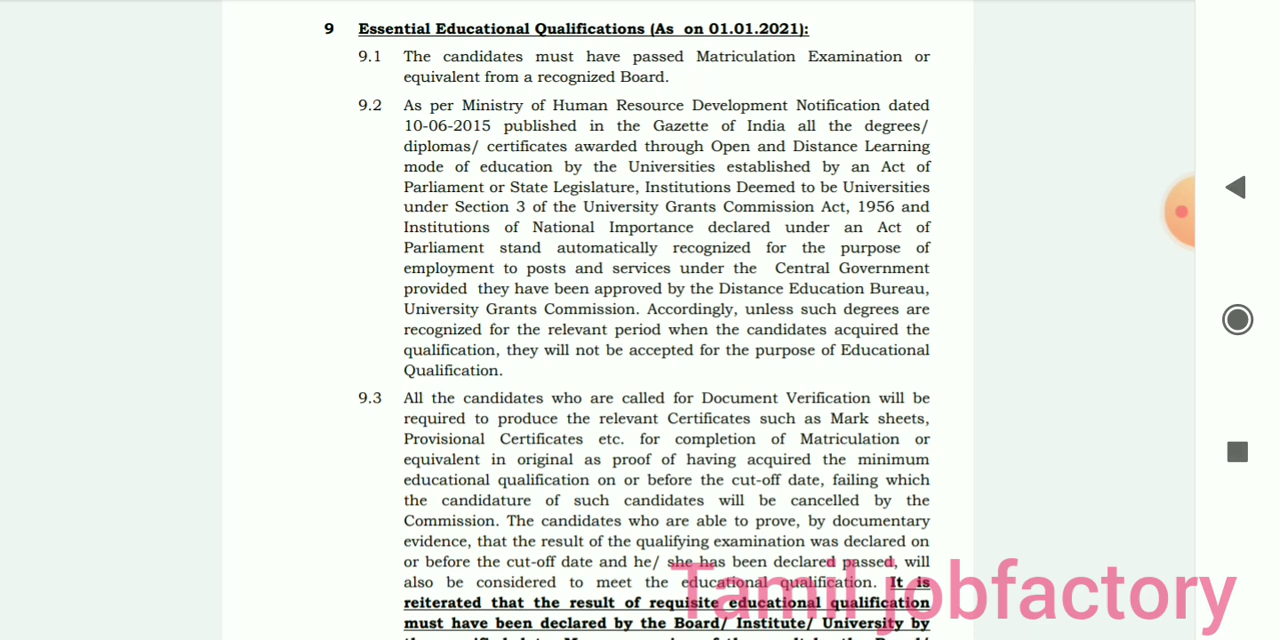 9 Essential Educational Qualifications (As on 01.01.2021):
9.1 The candidates must have passed Matriculation Examination or
equivalent from a recognized Board.
9.2 As per Ministry of Human Resource Development Notification dated
10-06-2015 published in the Gazette of India all the degrees/
diplomas/ certificates awarded through Open and Distance Learning
mode of education by the Universities established by an Act of
Parliament or State Legislature, Institutions Deemed to be Universities
under Section 3 of the University Grants Commission Act, 1956 and
Institutions of National Importance declared under an Act of
Parliament stand automatically recognized for the purpose of
employment to posts and services under the Central Government
provided they have been approved by the Distance Education Bureau,
University Grants Commission. Accordingly, unless such degrees are
recognized for the relevant period when the candidates acquired the
qualification, they will not be accepted for the purpose of Educational
Qualification.
9.3 All the candidates who are called for Document Verification will be
required to produce the relevant Certificates such as Mark sheets,
Provisional Certificates etc. for completion of Matriculation or
equivalent in original as proof of having acquired the minimum
educational qualification on or before the cut-off date, failing which
the candidature of such candidates will be cancelled by the
Commission. The candidates who are able to prove, by documentary
evidence, that the result of the qualifying examination was declared on
or before the cut-off date and he/ she has been declared passed, will
also be considered to meet the educational qualification. It is
reiterated that the result of requisite educational qualification
must have been declared by the Board/ Institute/ University by
Tamil jobfactory